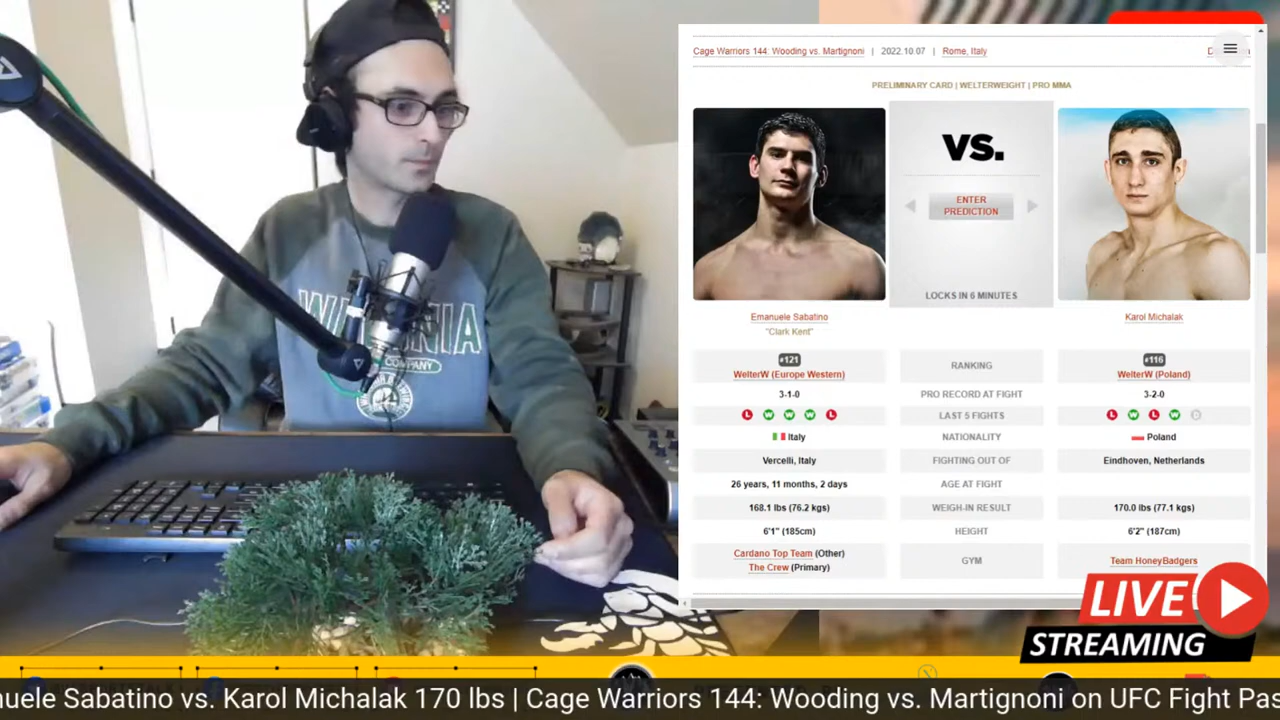 Cage Warriors 144: Wooding vs. Martignoni | 2022.10.07 | Rome, Italy
PRELIMINARY CARD | WELTERWEIGHT | PRO MMA
VS.
ENTER
PREDICTION
LOCKS IN 6 MINUTES
Emanuele Sabatino
"Clark Kent"
Karol Michalak
#121
WelterW (Europe Western)
RANKING
#116
WelterW (Poland)
3-1-0 PRO RECORD AT FIGHT 3-2-0
L W W W L LAST 5 FIGHTS L W L W D
Italy NATIONALITY Poland
Vercelli, Italy FIGHTING OUT OF Eindhoven, Netherlands
26 years, 11 months, 2 days AGE AT FIGHT
168.1 lbs (76.2 kgs) WEIGH-IN RESULT 170.0 lbs (77.1 kgs)
6'1" (185cm) HEIGHT 6'2" (187cm)
Cardano Top Team (Other)
The Crew (Primary)
GYM
Team HoneyBadgers
COMPANY
LIVE
STREAMING
nuele Sabatino vs. Karol Michalak 170 lbs | Cage Warriors 144: Wooding vs. Martignoni on UFC Fight Pas